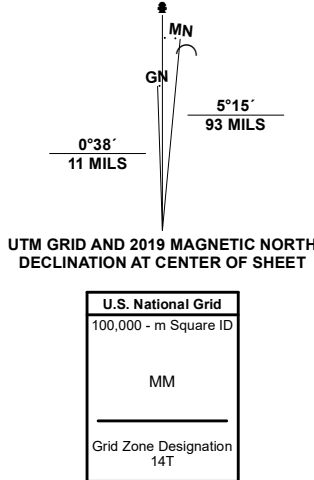 MN
GN
5°15´
93 MILS
0°38´
11 MILS
UTM GRID AND 2019 MAGNETIC NORTH
DECLINATION AT CENTER OF SHEET
U.S. National Grid
100,000 - m Square ID
MM
Grid Zone Designation
14T